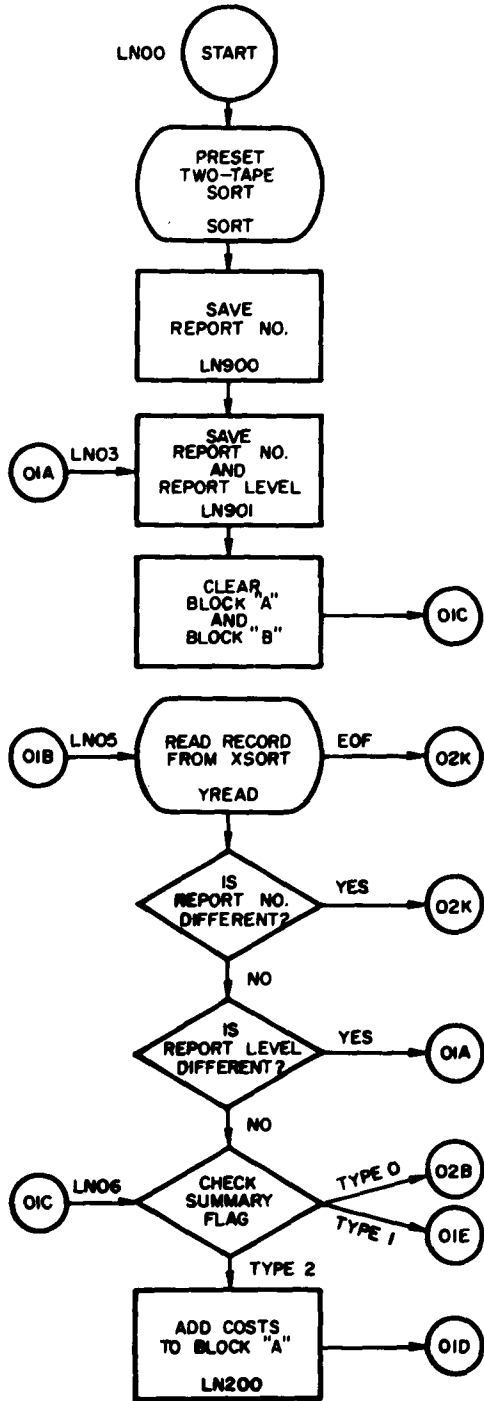 LN00
START
PRESET
TWO-TAPE
SORT
SORT
SAVE
REPORT NO.
LN900
01A
LN03
SAVE
REPORT NO.
AND
REPORT LEVEL
LN901
CLEAR
BLOCK "A"
AND
BLOCK "B"
01C
01B
LN05
READ RECORD
FROM XSORT
YREAD
EOF
02K
IS
REPORT NO.
DIFFERENT?
YES
02K
NO
IS
REPORT LEVEL
DIFFERENT?
YES
01A
NO
01C
LN06
CHECK
SUMMARY
FLAG
TYPE 0
02B
TYPE 1
01E
TYPE 2
ADD COSTS
TO BLOCK "A"
LN200
01D